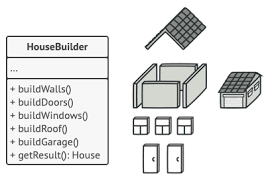 HouseBuilder
...
+ buildWalls()
+ buildDoors()
+ buildWindows()
+ buildRoof()
+ buildGarage()
+ getResult(): House